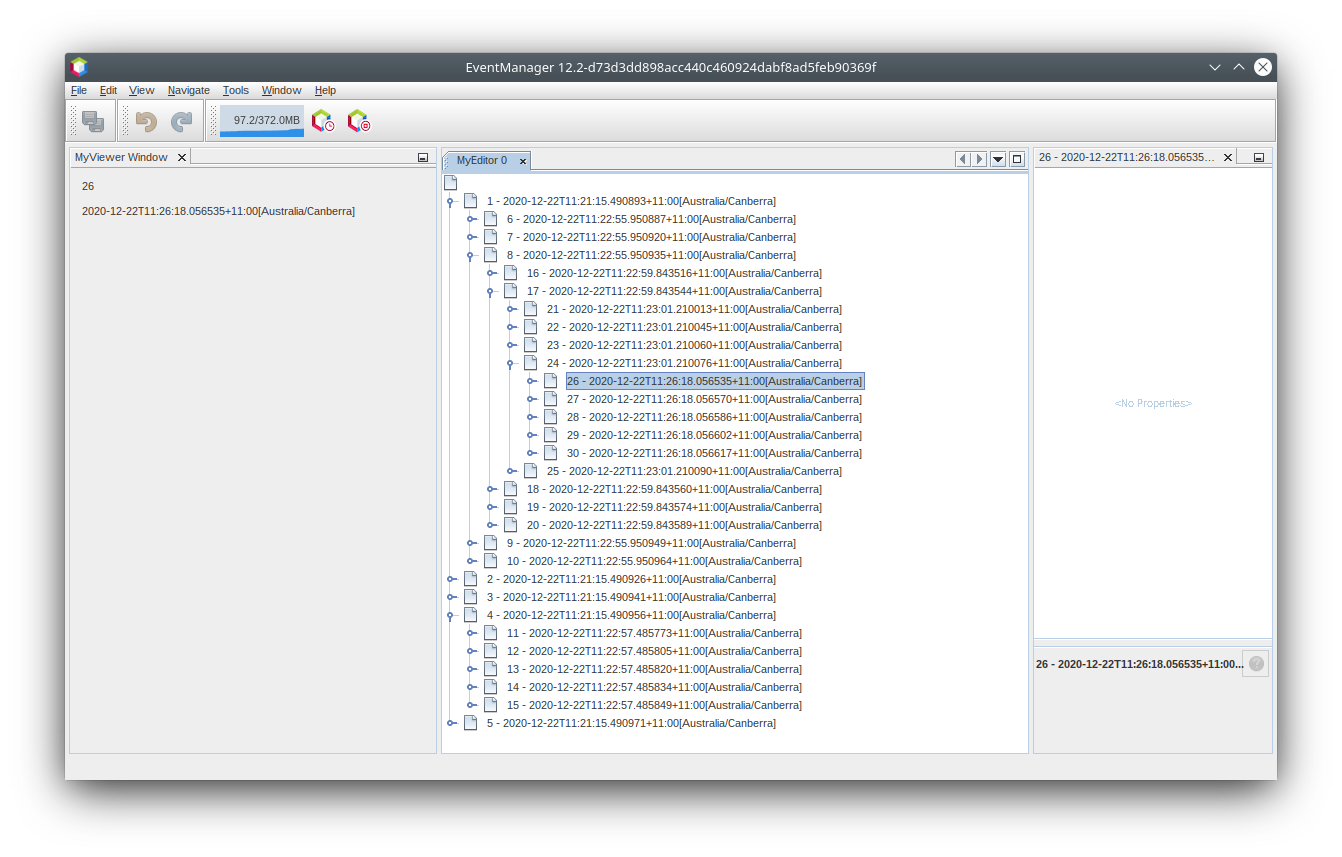 EventManager 12.2-d73d3dd898acc440c460924dabf8ad5feb90369f
File Edit View Navigate Tools Window Help
97.2/372.0MB
MyViewer Window
26
2020-12-22T11:26:18.056535+11:00[Australia/Canberra]
MyEditor 0
1 - 2020-12-22T11:21:15.490893+11:00[Australia/Canberra]
6 - 2020-12-22T11:22:55.950887+11:00[Australia/Canberra]
7 - 2020-12-22T11:22:55.950920+11:00[Australia/Canberra]
8 - 2020-12-22T11:22:55.950935+11:00[Australia/Canberra]
16 - 2020-12-22T11:22:59.843516+11:00[Australia/Canberra]
17 - 2020-12-22T11:22:59.843544+11:00[Australia/Canberra]
21 - 2020-12-22T11:23:01.210013+11:00[Australia/Canberra]
22 - 2020-12-22T11:23:01.210045+11:00[Australia/Canberra]
23 - 2020-12-22T11:23:01.210060+11:00[Australia/Canberra]
24 - 2020-12-22T11:23:01.210076+11:00[Australia/Canberra]
26 - 2020-12-22T11:26:18.056535+11:00[Australia/Canberra]
27 - 2020-12-22T11:26:18.056570+11:00[Australia/Canberra]
28 - 2020-12-22T11:26:18.056586+11:00[Australia/Canberra]
29 - 2020-12-22T11:26:18.056602+11:00[Australia/Canberra]
30 - 2020-12-22T11:26:18.056617+11:00[Australia/Canberra]
25 - 2020-12-22T11:23:01.210090+11:00[Australia/Canberra]
18 - 2020-12-22T11:22:59.843560+11:00[Australia/Canberra]
19 - 2020-12-22T11:22:59.843574+11:00[Australia/Canberra]
20 - 2020-12-22T11:22:59.843589+11:00[Australia/Canberra]
9 - 2020-12-22T11:22:55.950949+11:00[Australia/Canberra]
10 - 2020-12-22T11:22:55.950964+11:00[Australia/Canberra]
2 - 2020-12-22T11:21:15.490926+11:00[Australia/Canberra]
3 - 2020-12-22T11:21:15.490941+11:00[Australia/Canberra]
4 - 2020-12-22T11:21:15.490956+11:00[Australia/Canberra]
11 - 2020-12-22T11:22:57.485773+11:00[Australia/Canberra]
12 - 2020-12-22T11:22:57.485805+11:00[Australia/Canberra]
13 - 2020-12-22T11:22:57.485820+11:00[Australia/Canberra]
14 - 2020-12-22T11:22:57.485834+11:00[Australia/Canberra]
15 - 2020-12-22T11:22:57.485849+11:00[Australia/Canberra]
5 - 2020-12-22T11:21:15.490971+11:00[Australia/Canberra]
26 - 2020-12-22T11:26:18.056535...
<No Properties>
26 - 2020-12-22T11:26:18.056535+11:00...